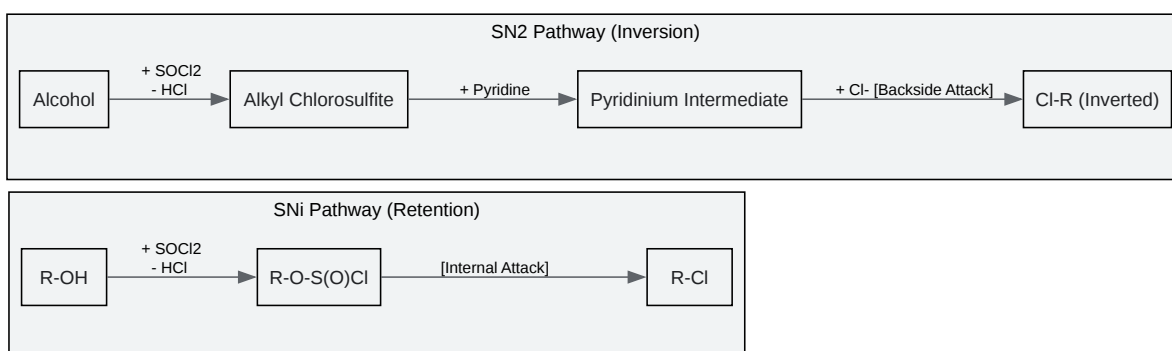 SN2 Pathway (Inversion)
Alcohol
+ SOCl2
- HCl
Alkyl Chlorosulfite
+ Pyridine
Pyridinium Intermediate
+ Cl- [Backside Attack]
Cl-R (Inverted)
SNi Pathway (Retention)
R-OH
+ SOCl2
- HCl
R-O-S(O)Cl
[Internal Attack]
R-Cl